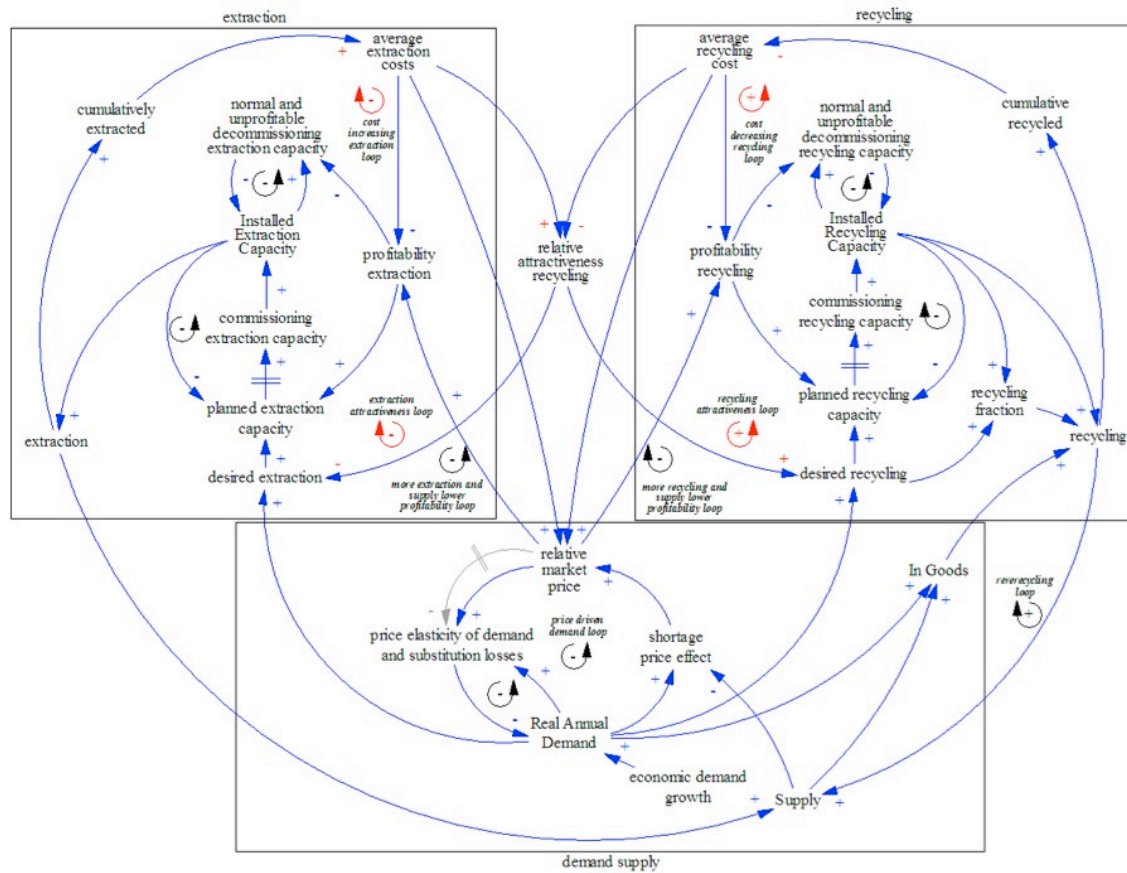 extraction
recycling
average
extraction
costs
average
recycling
cost
cumulatively
extracted
normal and
unprofitable
decommissioning
extraction capacity
cost
increasing
extraction
loop
cost
decreasing
recycling
loop
normal and
unprofitable
decommissioning
recycling capacity
cumulative
recycled
Installed
Extraction
Capacity
profitability
extraction
relative
attractiveness
recycling
profitability
recycling
Installed
Recycling
Capacity
commissioning
extraction capacity
commissioning
recycling capacity
planned extraction
capacity
extraction
attractiveness loop
recycling
attractiveness loop
planned recycling
capacity
recycling
fraction
extraction
recycling
desired extraction
more extraction and
supply lower
profitability loop
more recycling and
supply lower
profitability loop
desired recycling
relative
market
price
In Goods
rererecycling
loop
price elasticity of demand
and substitution losses
price driven
demand loop
shortage
price effect
Real Annual
Demand
economic demand
growth
Supply
demand supply